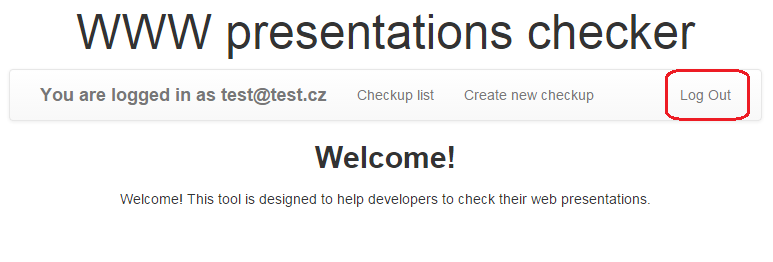 WWW presentations checker
You are logged in as test@test.cz Checkup list Create new checkup Log Out
Welcome!
Welcome! This tool is designed to help developers to check their web presentations.